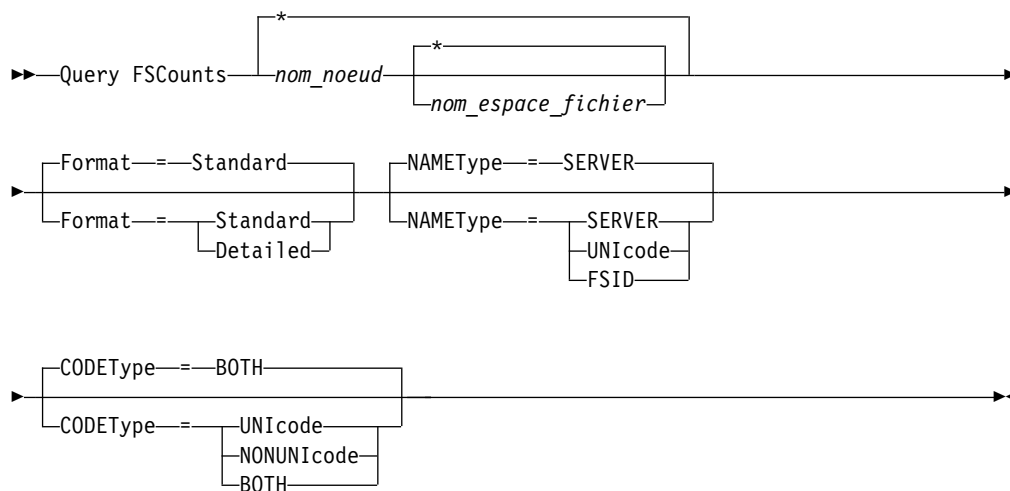 *
*
Query FSCounts nom_noeud
nom_espace_fichier
Format = Standard NAMEType = SERVER
Format = Standard NAMEType = SERVER
Detailed UNIcode
FSID
CODEType = BOTH
CODEType = UNIcode
NONUNIcode
BOTH